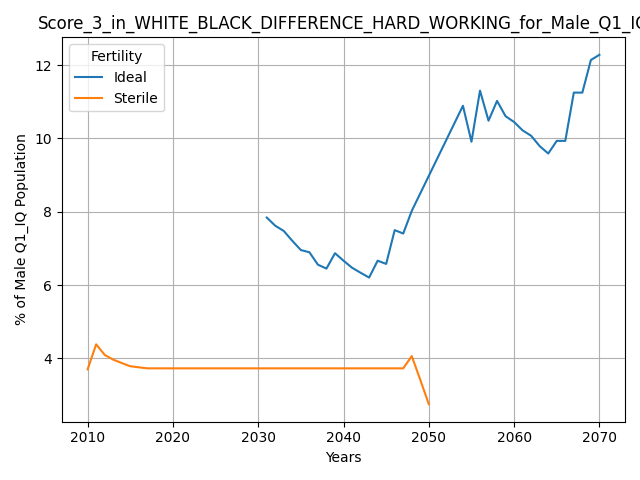 Score_3_in_WHITE_BLACK_DIFFERENCE_HARD_WORKING_for_Male_Q1_IQ
Fertility
Ideal
Sterile
% of Male Q1_IQ Population
12
10
8
6
4
2010 2020 2030 2040 2050 2060 2070
Years